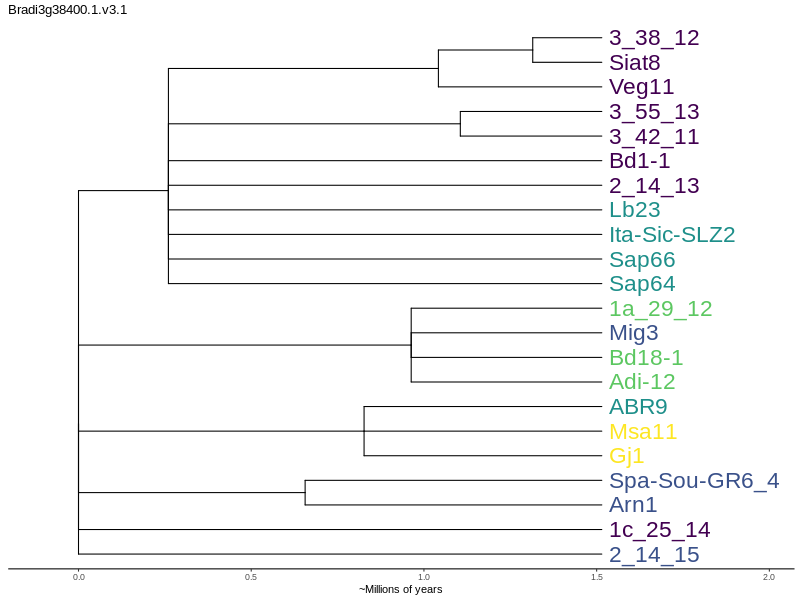 Bradi3g38400.1.v3.1
3_38_12
Siat8
Veg11
3_55_13
3_42_11
Bd1-1
2_14_13
Lb23
Ita-Sic-SLZ2
Sap66
Sap64
1a_29_12
Mig3
Bd18-1
Adi-12
ABR9
Msa11
Gj1
Spa-Sou-GR6_4
Arn1
1c_25_14
2_14_15
0.0 0.5 1.0 1.5 2.0
~Millions of years